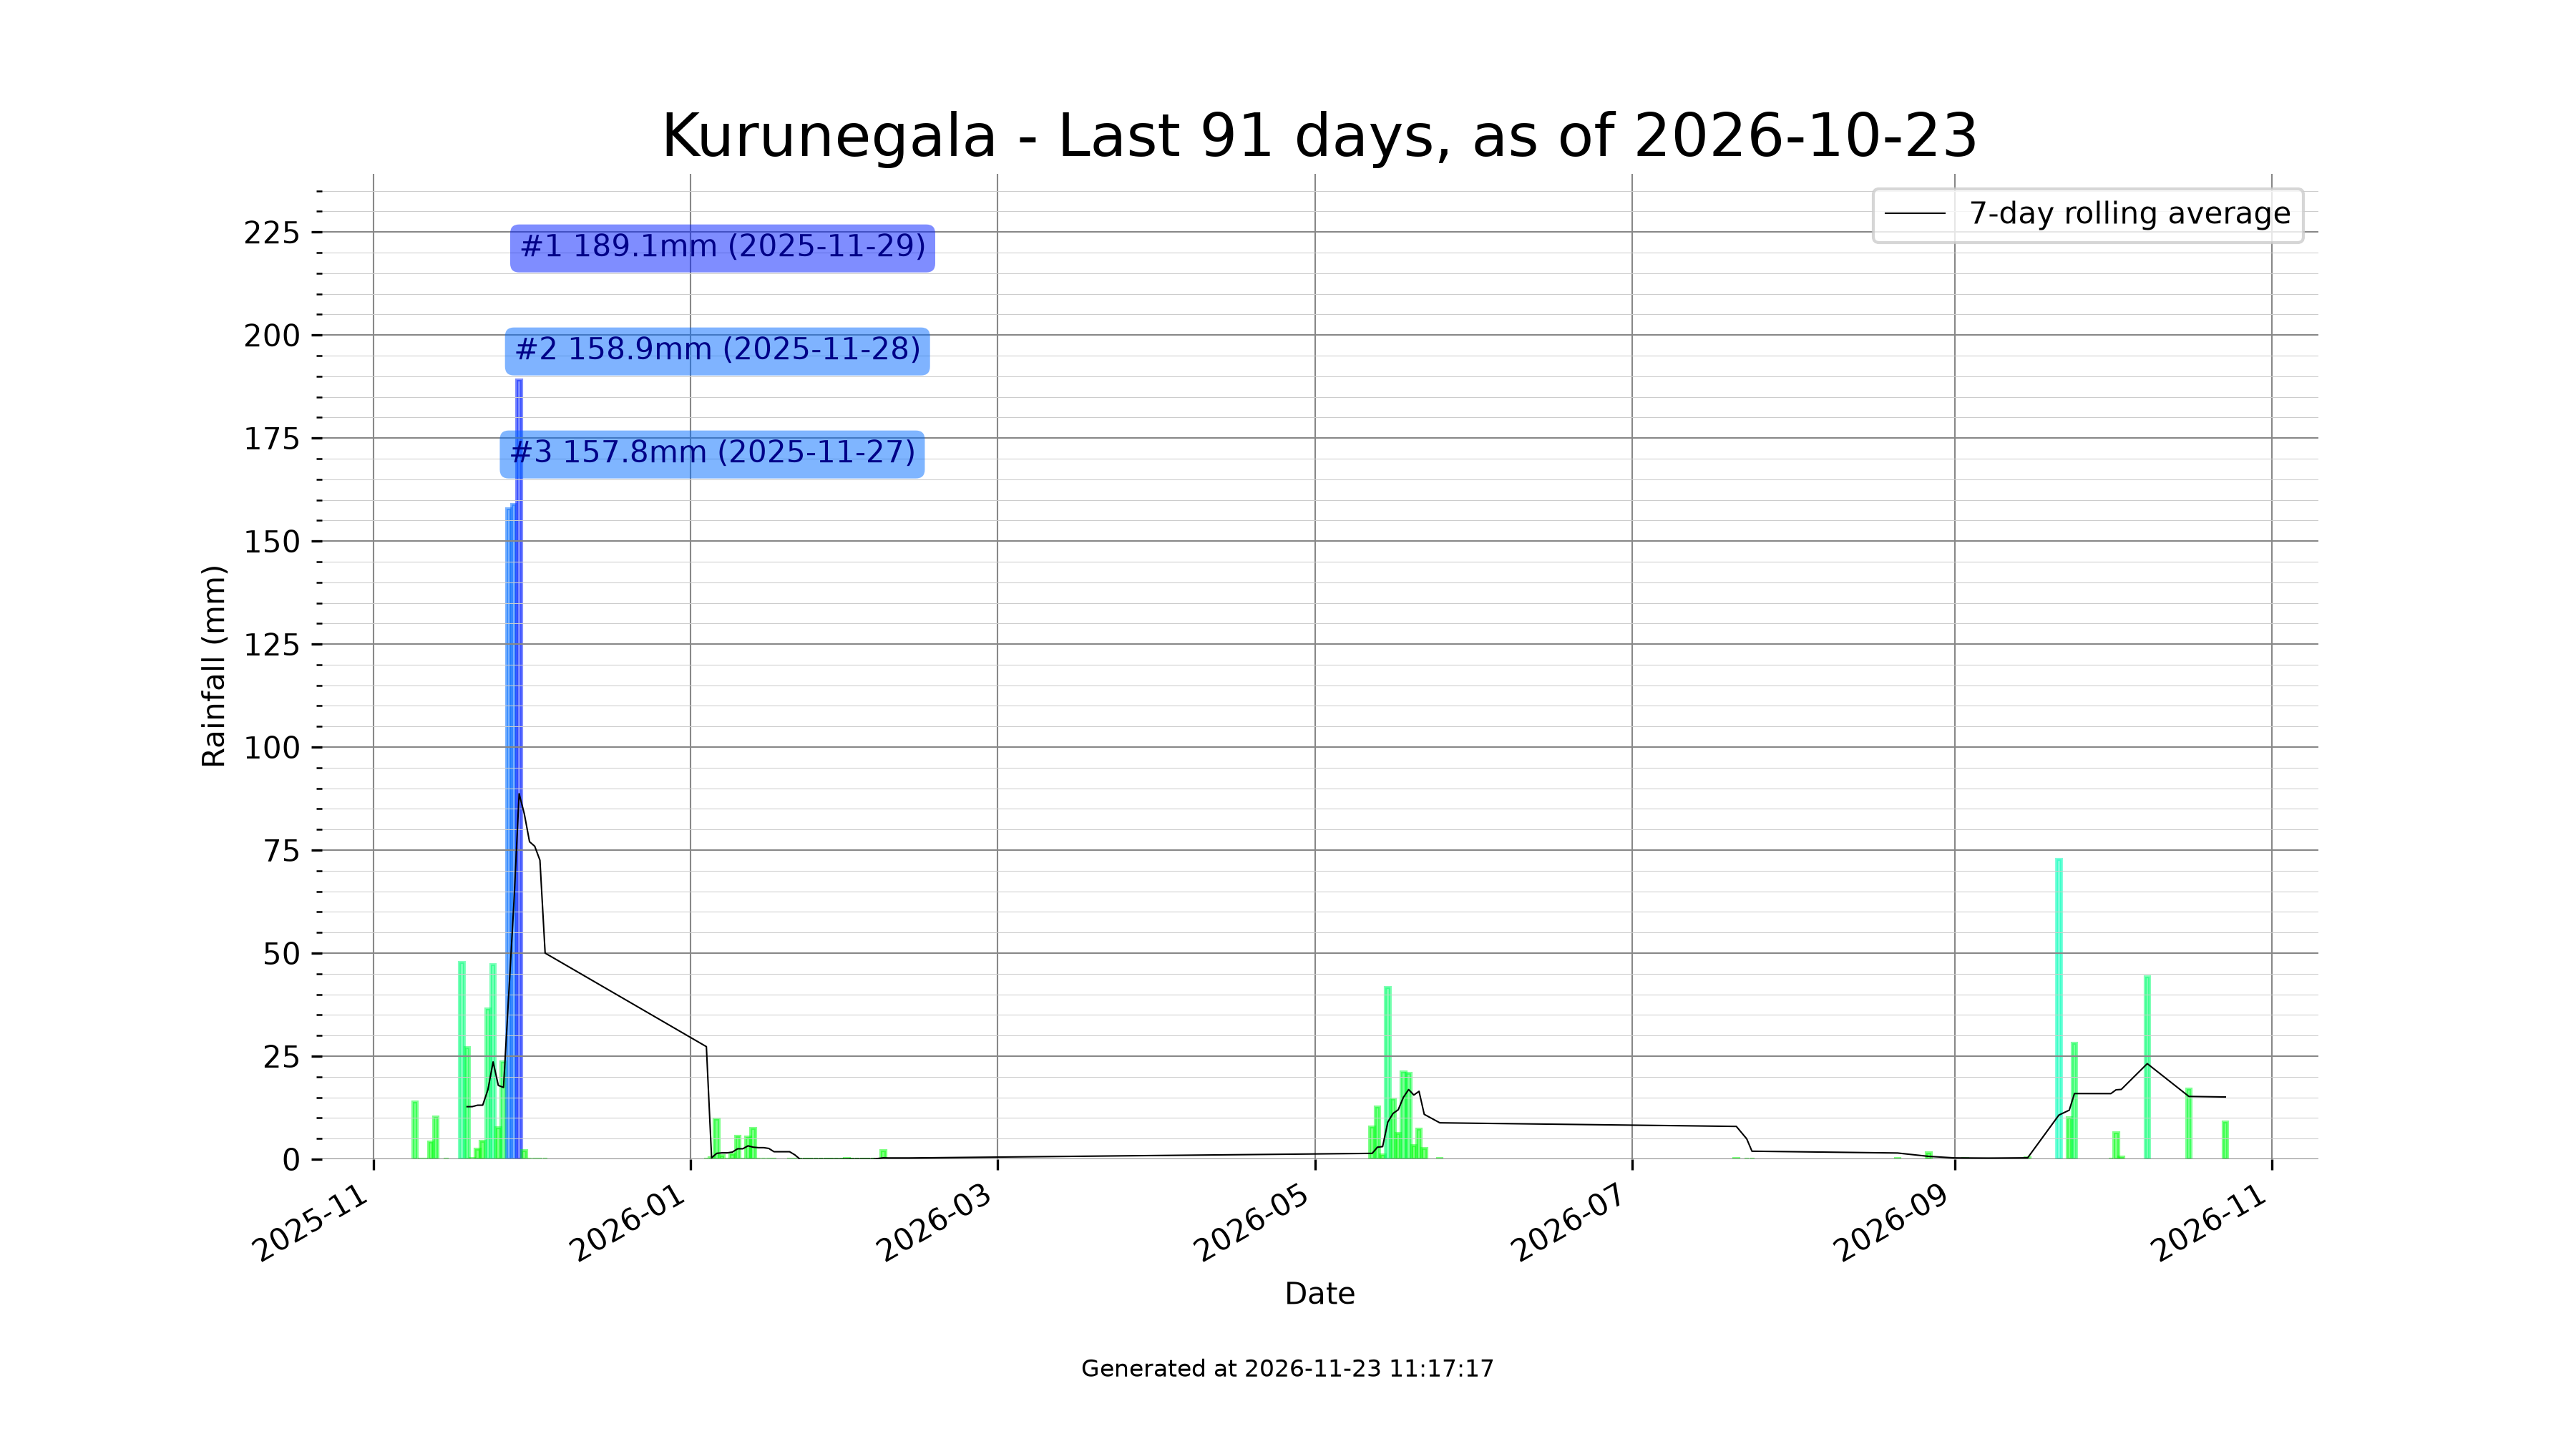 Kurunegala - Last 91 days, as of 2026-10-23
7-day rolling average
#1 189.1mm (2025-11-29)
#2 158.9mm (2025-11-28)
#3 157.8mm (2025-11-27)
225
200
175
150
125
100
75
50
25
0
Rainfall (mm)
2025-11
2026-01
2026-03
2026-05
2026-07
2026-09
2026-11
Date
Generated at 2026-11-23 11:17:17